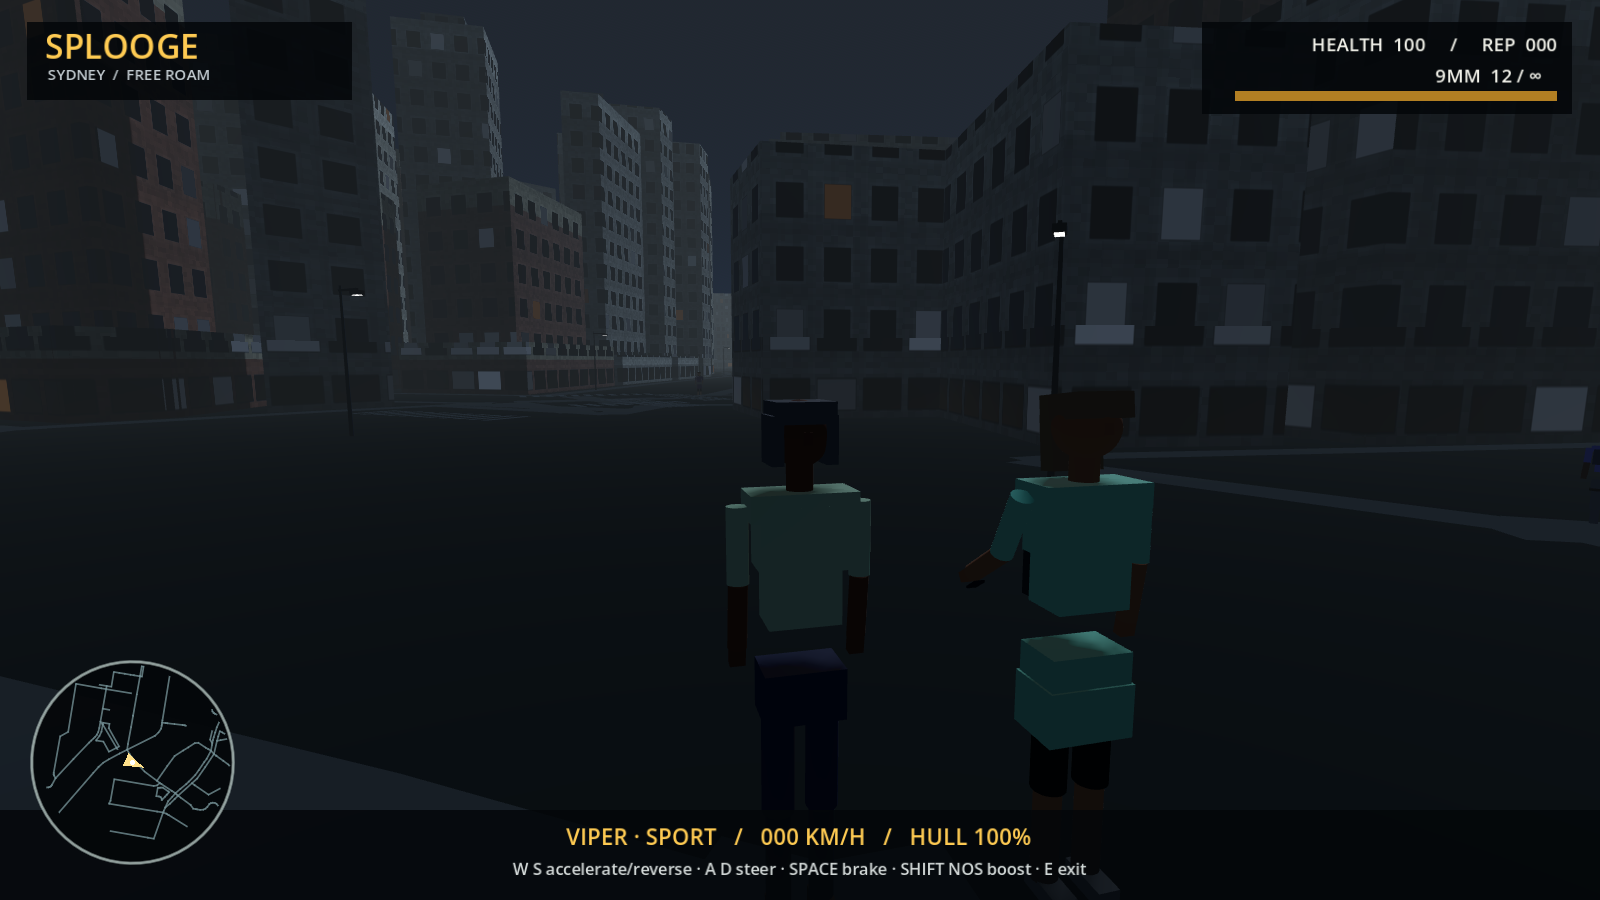 SPLOOGE
SYDNEY / FREE ROAM
HEALTH 100 / REP 000
9MM 12 / ∞
VIPER · SPORT / 000 KM/H / HULL 100%
W S accelerate/reverse · A D steer · SPACE brake · SHIFT NOS boost · E exit